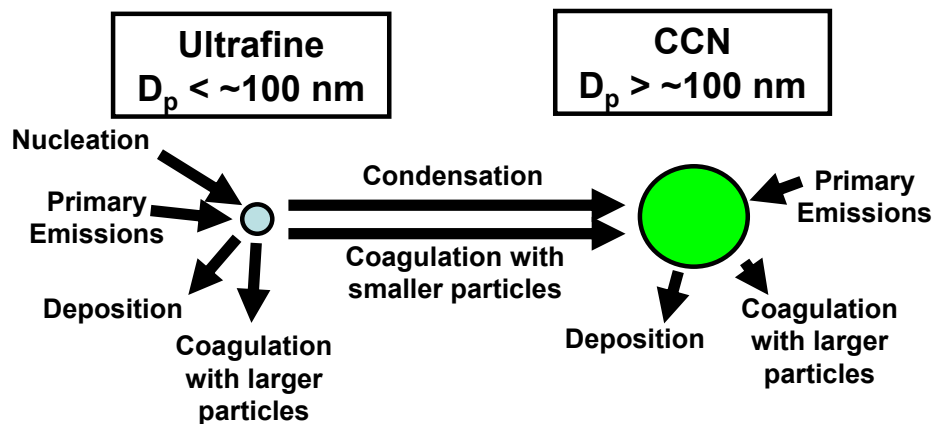 Ultrafine
Dp < ~100 nm
CCN
Dp > ~100 nm
Nucleation
Primary
Emissions
Deposition
Coagulation
with larger
particles
Condensation
Coagulation with
smaller particles
Primary
Emissions
Deposition
Coagulation
with larger
particles